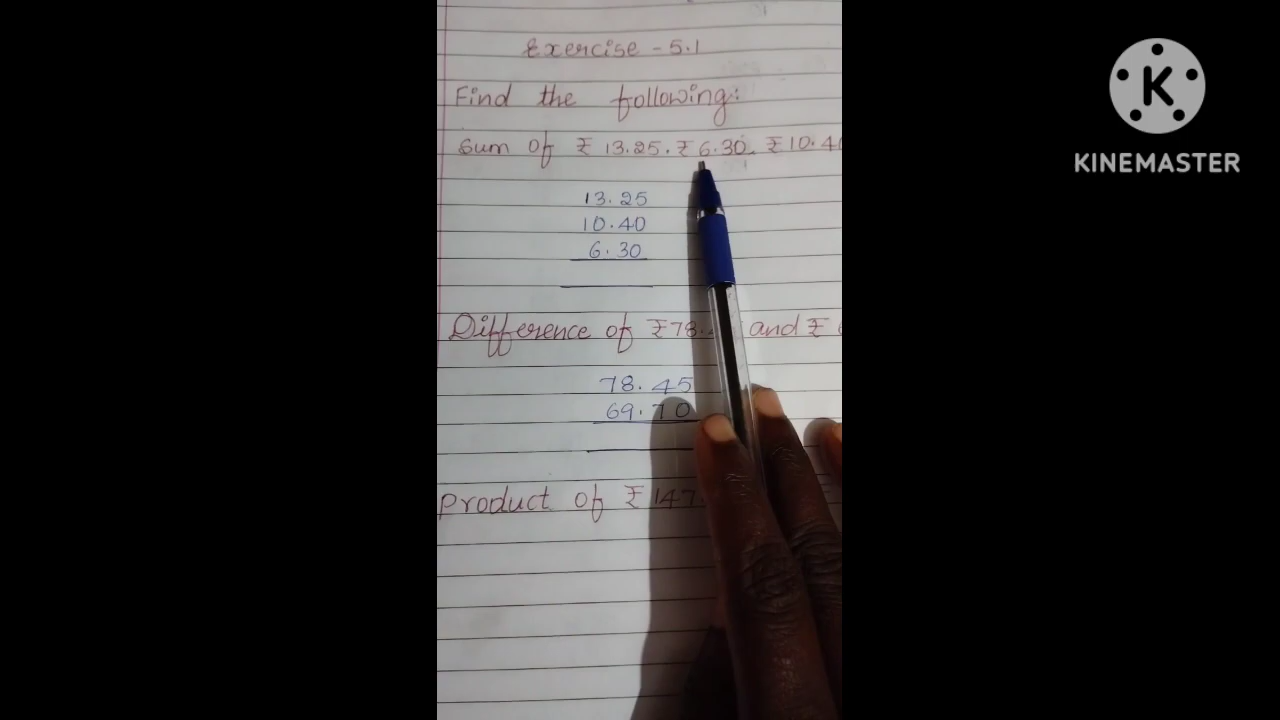 Exercise - 5.1
Find the following:
Sum of ₹ 13.25. ₹ 6.30. ₹ 10.40
13.25
10.40
6.30
Difference of ₹78. and ₹
78.45
69.70
Product of ₹ 147
K
KINEMASTER